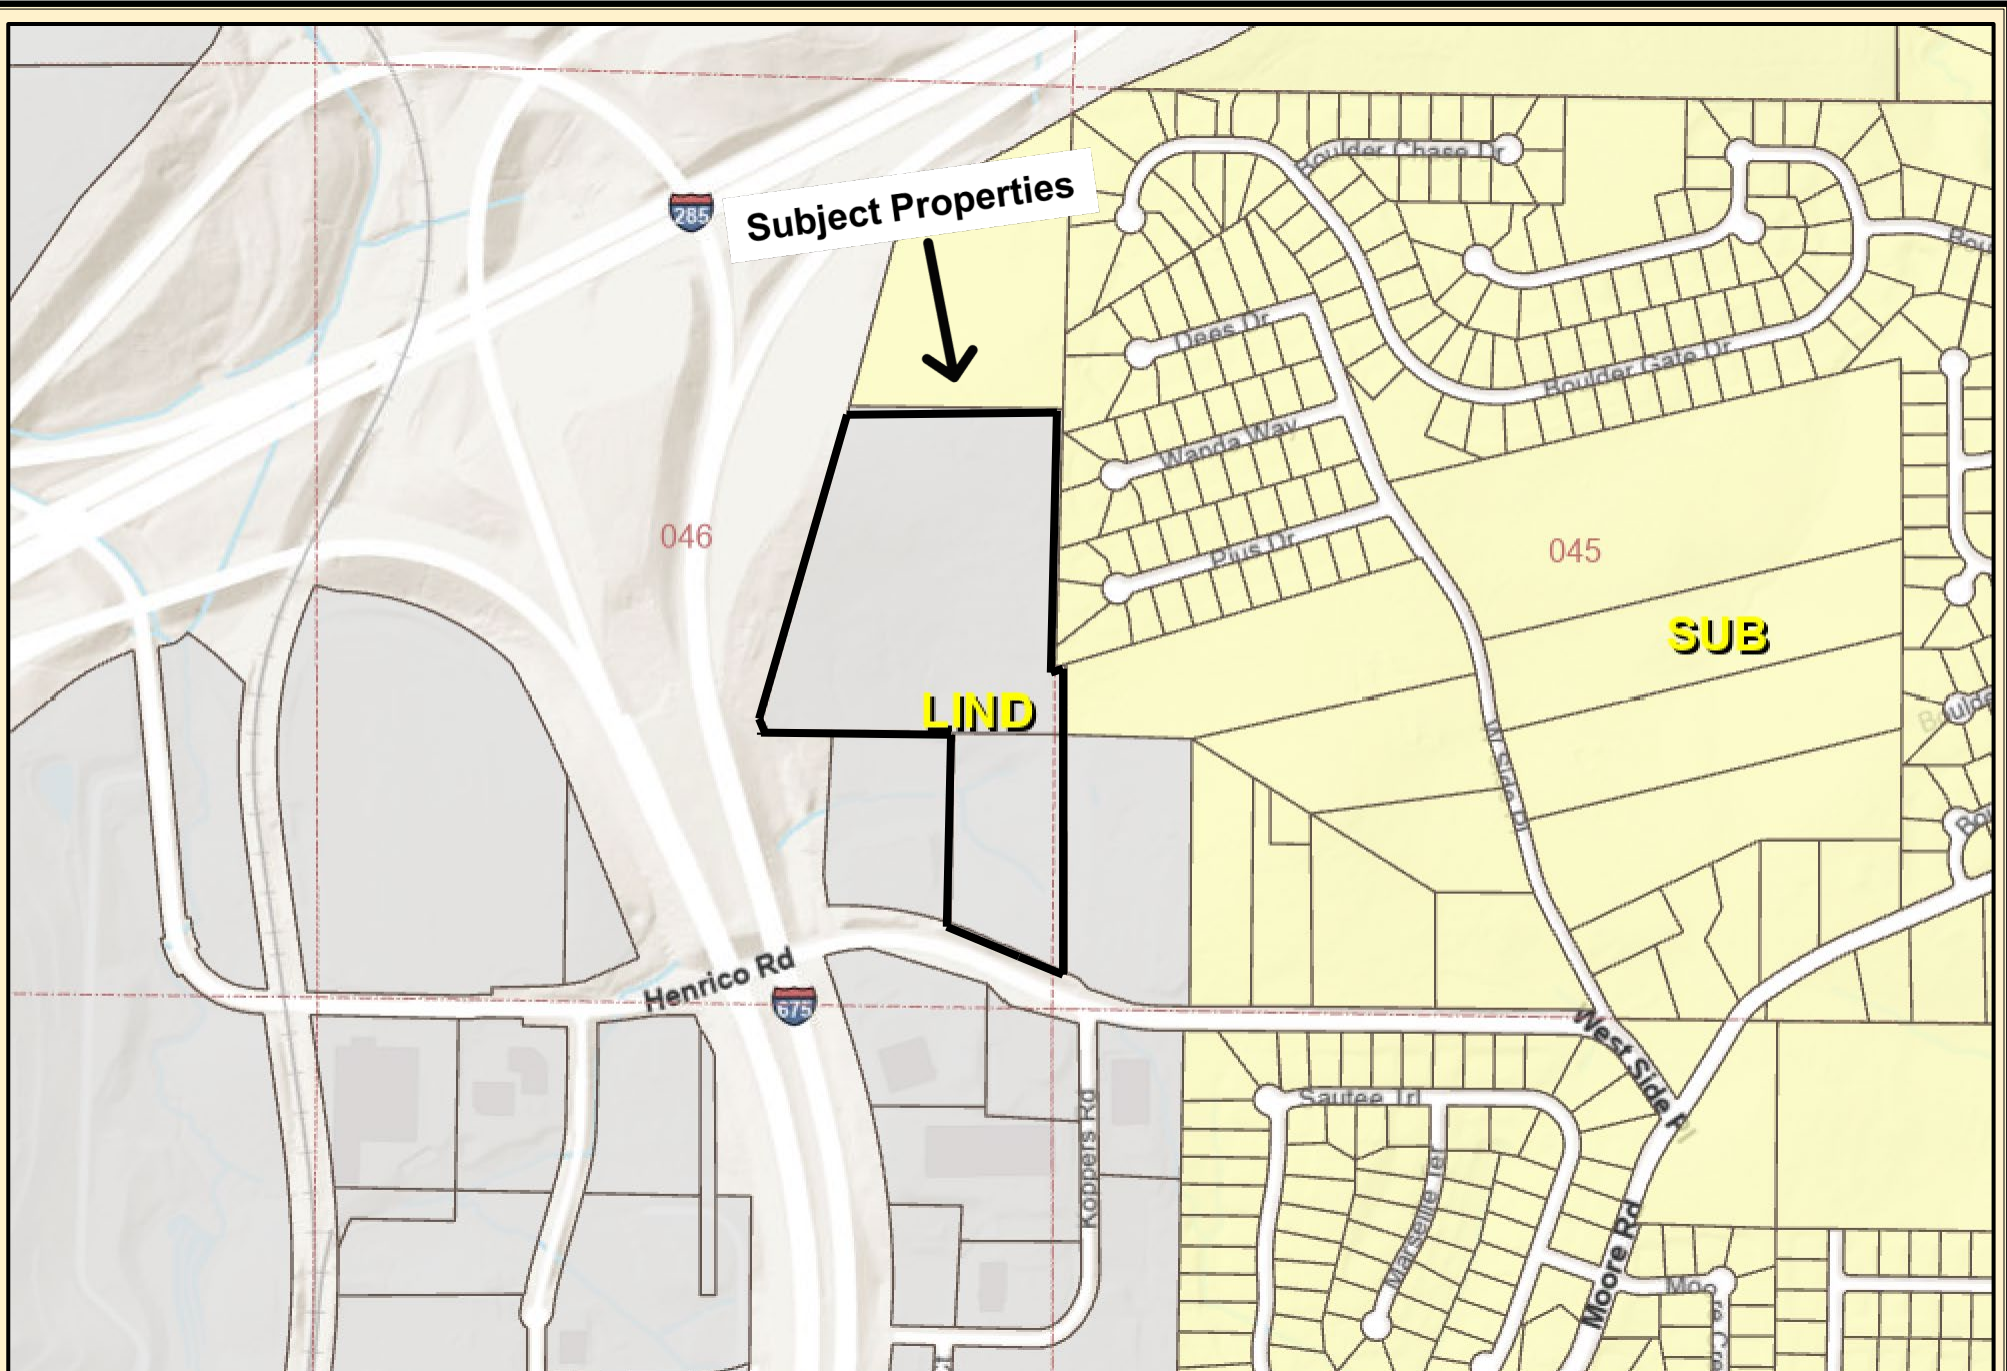 Boulder Chase Dr
285
Subject Properties
Dees Dr
Boulder Gate Dr
Wanda Way
046
Pius Dr
045
SUB
LIND
W Side Dr
Henrico Rd
675
West Side
Sautee Trl
Koppers Rd
Marseille Ter
Moore Rd